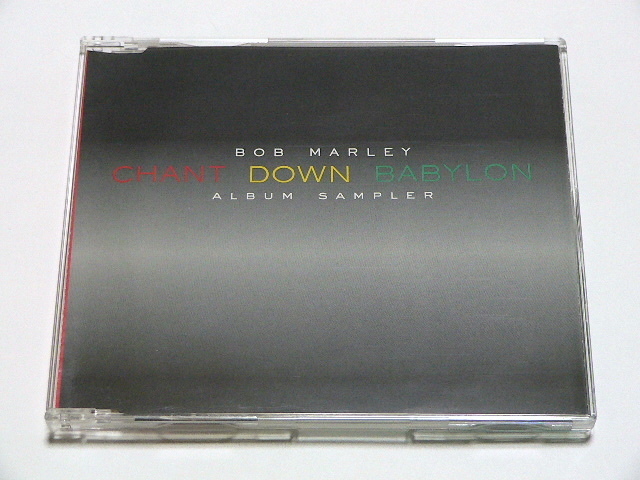 BOB MARLEY
CHANT DOWN BABYLON
ALBUM SAMPLER